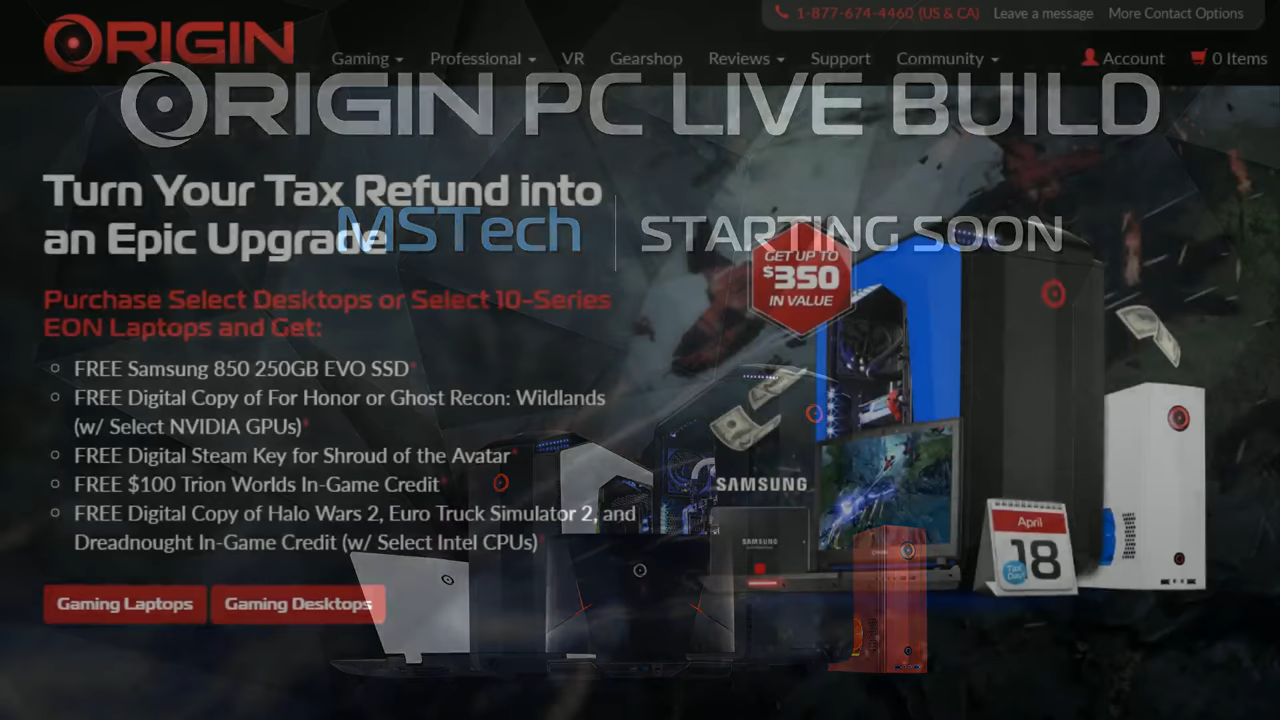 1-877-674-4460 (US & CA) Leave a message More Contact Options
ORIGIN
Gaming Professional VR Gearshop Reviews Support Community Account 0 Items
ORIGIN PC LIVE BUILD
Turn Your Tax Refund into
an Epic Upgrade
MSTech | STARTING SOON
GET UP TO
$350
IN VALUE
Purchase Select Desktops or Select 10-Series
EON Laptops and Get:
FREE Samsung 850 250GB EVO SSD*
FREE Digital Copy of For Honor or Ghost Recon: Wildlands
(w/ Select NVIDIA GPUs)*
FREE Digital Steam Key for Shroud of the Avatar*
FREE $100 Trion Worlds In-Game Credit*
FREE Digital Copy of Halo Wars 2, Euro Truck Simulator 2, and
Dreadnought In-Game Credit (w/ Select Intel CPUs)*
SAMSUNG
SAMSUNG
April
18
Tax
Day!
Gaming Laptops Gaming Desktops